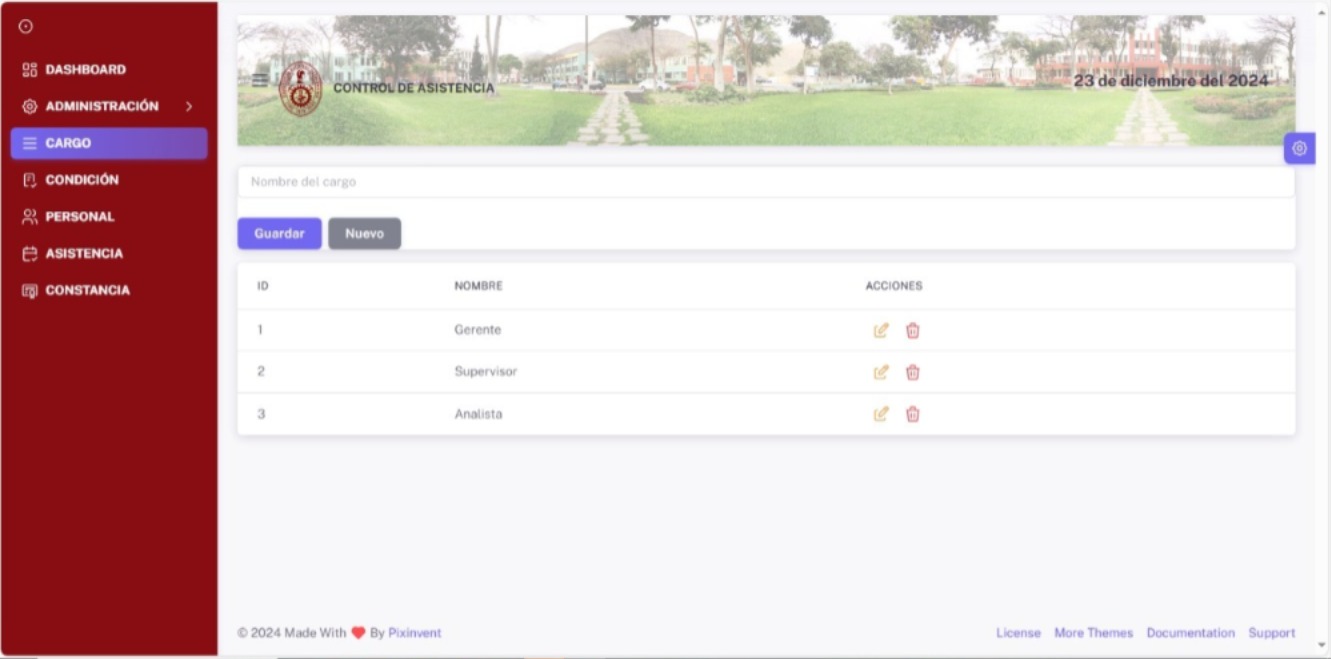 DASHBOARD
ADMINISTRACIÓN
CARGO
CONDICIÓN
PERSONAL
ASISTENCIA
CONSTANCIA
CONTROL DE ASISTENCIA
23 de diciembre del 2024
Nombre del cargo
Guardar Nuevo
ID NOMBRE ACCIONES
1 Gerente
2 Supervisor
3 Analista
© 2024 Made With ❤ By Pixinvent
License More Themes Documentation Support